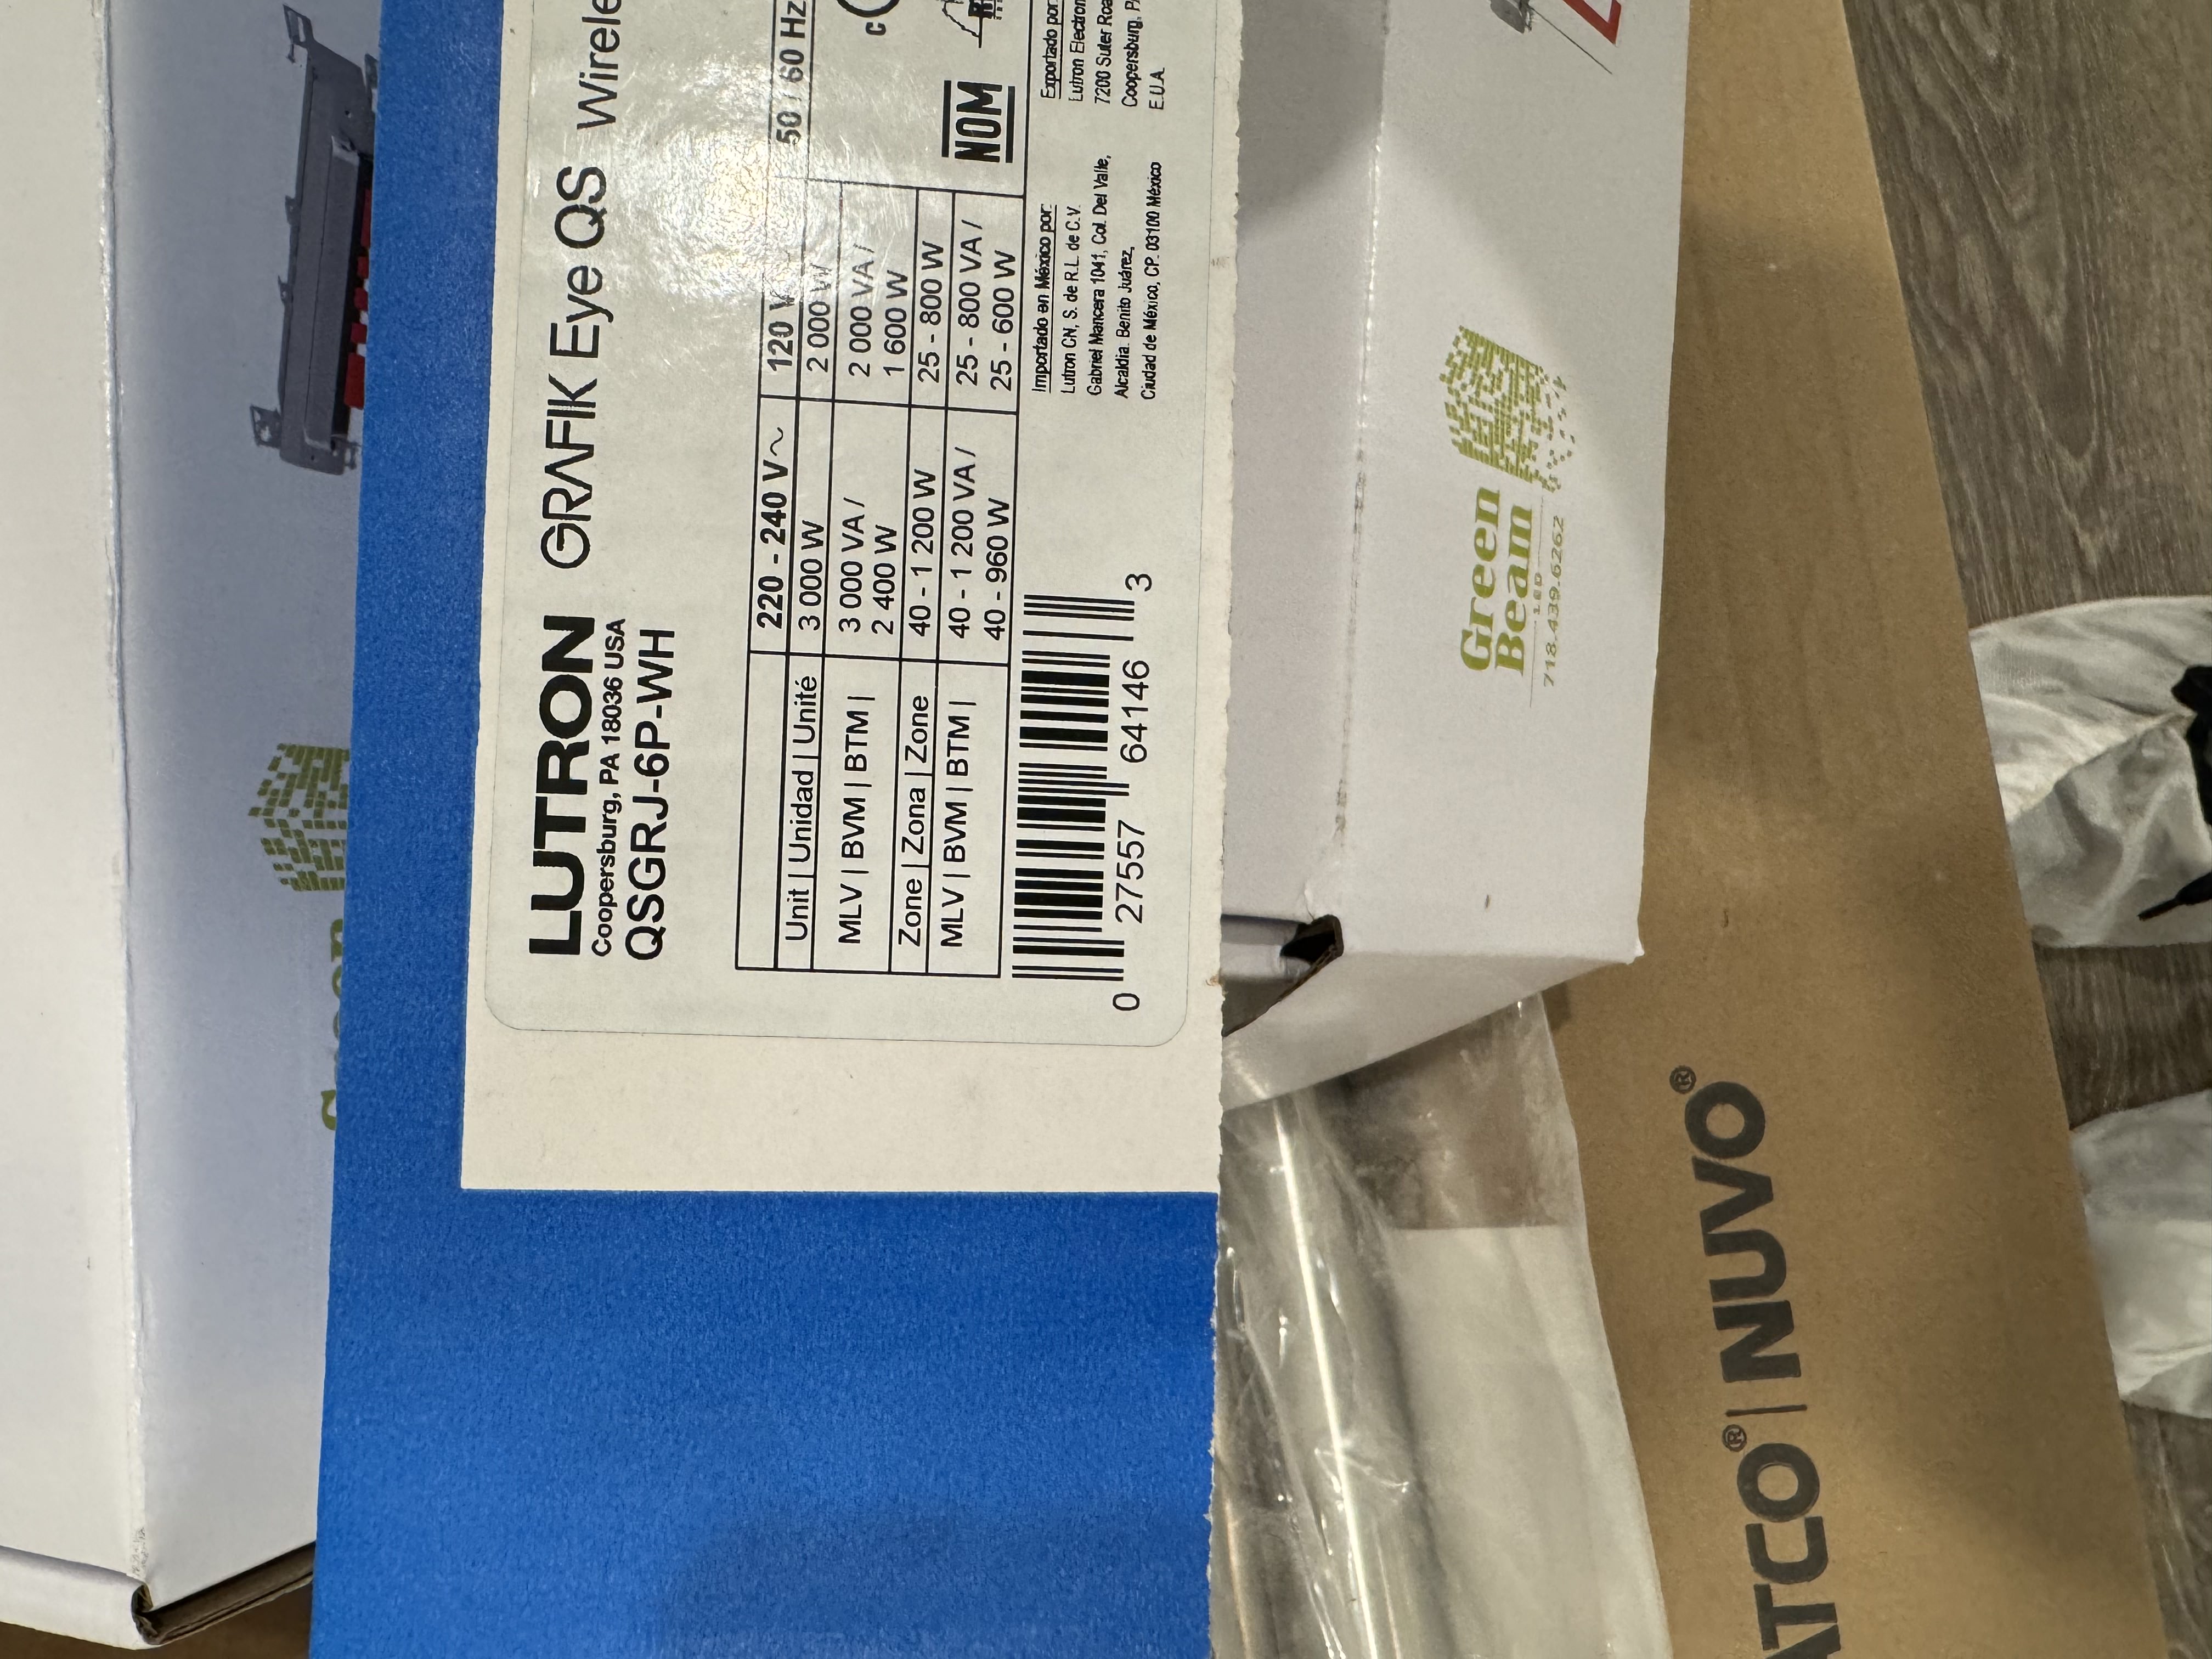 LUTRON GRAFIK Eye QS
Coopersburg, PA 18036 USA
QSGRJ-6P-WH
220 - 240 V~ 120 V 50 / 60 Hz
Unit | Unidad | Unité 3 000 W 2 000 W
MLV | BVM | BTM | 3 000 VA / 2 000 VA /
2 400 W 1 600 W
Zone | Zona | Zone 40 - 1 200 W 25 - 800 W
MLV | BVM | BTM | 40 - 1 200 VA / 25 - 800 VA /
40 - 960 W 25 - 600 W
c
NOM
0 27557 64146 3
Importado en México por:
Lutron CN, S. de R.L. de C.V.
Gabriel Mancera 1041, Col. Del Valle,
Alcaldía. Benito Juárez,
Ciudad de México, CP. 03100 México
Exportado por:
Lutron
7200 Suter
Coopersburg,
E.U.A.
Green
Beam
led
718.439.6262
NUVO®